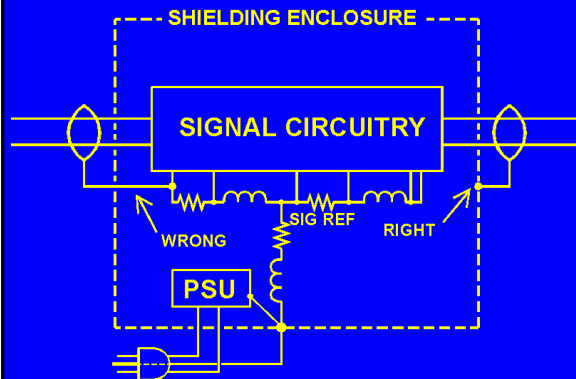 SHIELDING ENCLOSURE
SIGNAL CIRCUITRY
SIG REF
WRONG
RIGHT
PSU